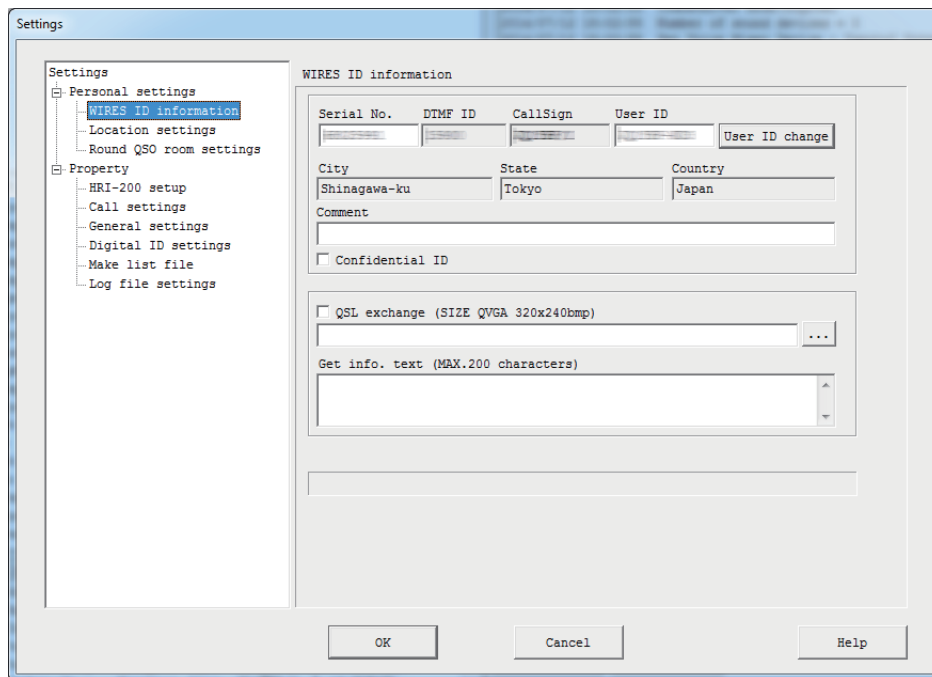 Settings
Settings
Personal settings
WIRES ID information
Location settings
Round QSO room settings
Property
HRI-200 setup
Call settings
General settings
Digital ID settings
Make list file
Log file settings
WIRES ID information
Serial No. DTMF ID CallSign User ID
User ID change
City State Country
Shinagawa-ku Tokyo Japan
Comment
Confidential ID
QSL exchange (SIZE QVGA 320x240bmp)
...
Get info. text (MAX.200 characters)
OK Cancel Help